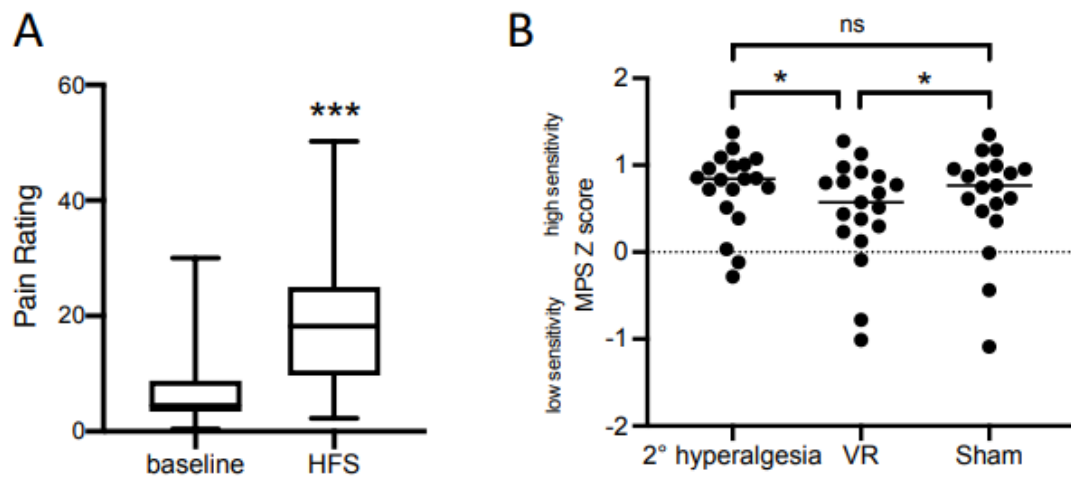 A
60
40
20
0
Pain Rating
***
baseline
HFS
B
ns
*
*
2
1
0
-1
-2
high sensitivity
low sensitivity
MPS Z score
2° hyperalgesia
VR
Sham